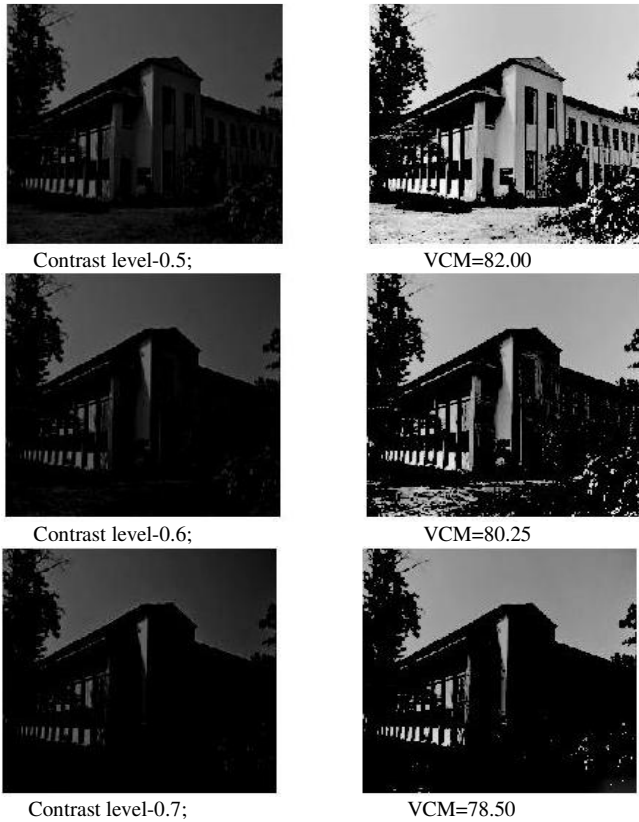 Contrast level-0.5; VCM=82.00
Contrast level-0.6; VCM=80.25
Contrast level-0.7; VCM=78.50